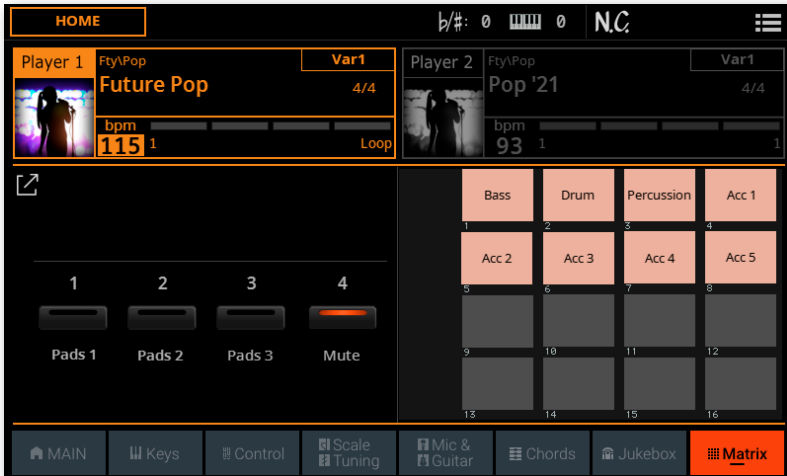 HOME
♭/#: 0 0 N.C.
Player 1 Fty\Pop Var1
Future Pop 4/4
bpm
115 1 Loop
Player 2 Fty\Pop Var1
Pop '21 4/4
bpm
93 1 1
Bass Drum Percussion Acc 1
1 2 3 4
Acc 2 Acc 3 Acc 4 Acc 5
5 6 7 8
9 10 11 12
13 14 15 16
1 2 3 4
Pads 1 Pads 2 Pads 3 Mute
MAIN Keys Control Scale Tuning Mic & Guitar Chords Jukebox Matrix